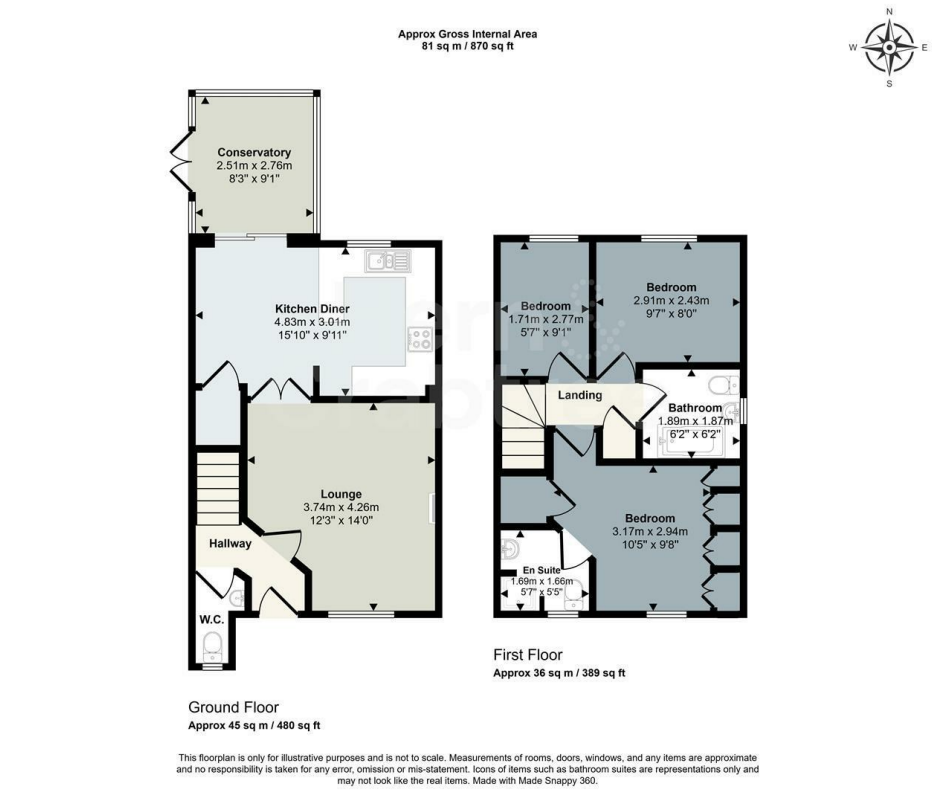 Approx Gross Internal Area
81 sq m / 870 sq ft
N
W
E
S
Conservatory
2.51m x 2.76m
8'3" x 9'1"
Kitchen Diner
4.83m x 3.01m
15'10" x 9'11"
Lounge
3.74m x 4.26m
12'3" x 14'0"
Hallway
W.C.
Bedroom
1.71m x 2.77m
5'7" x 9'1"
Bedroom
2.91m x 2.43m
9'7" x 8'0"
Landing
Bathroom
1.89m x 1.87m
6'2" x 6'2"
Bedroom
3.17m x 2.94m
10'5" x 9'8"
En Suite
1.69m x 1.66m
5'7" x 5'5"
First Floor
Approx 36 sq m / 389 sq ft
Ground Floor
Approx 45 sq m / 480 sq ft
This floorplan is only for illustrative purposes and is not to scale. Measurements of rooms, doors, windows, and any items are approximate
and no responsibility is taken for any error, omission or mis-statement. Icons of items such as bathroom suites are representations only and
may not look like the real items. Made with Made Snappy 360.